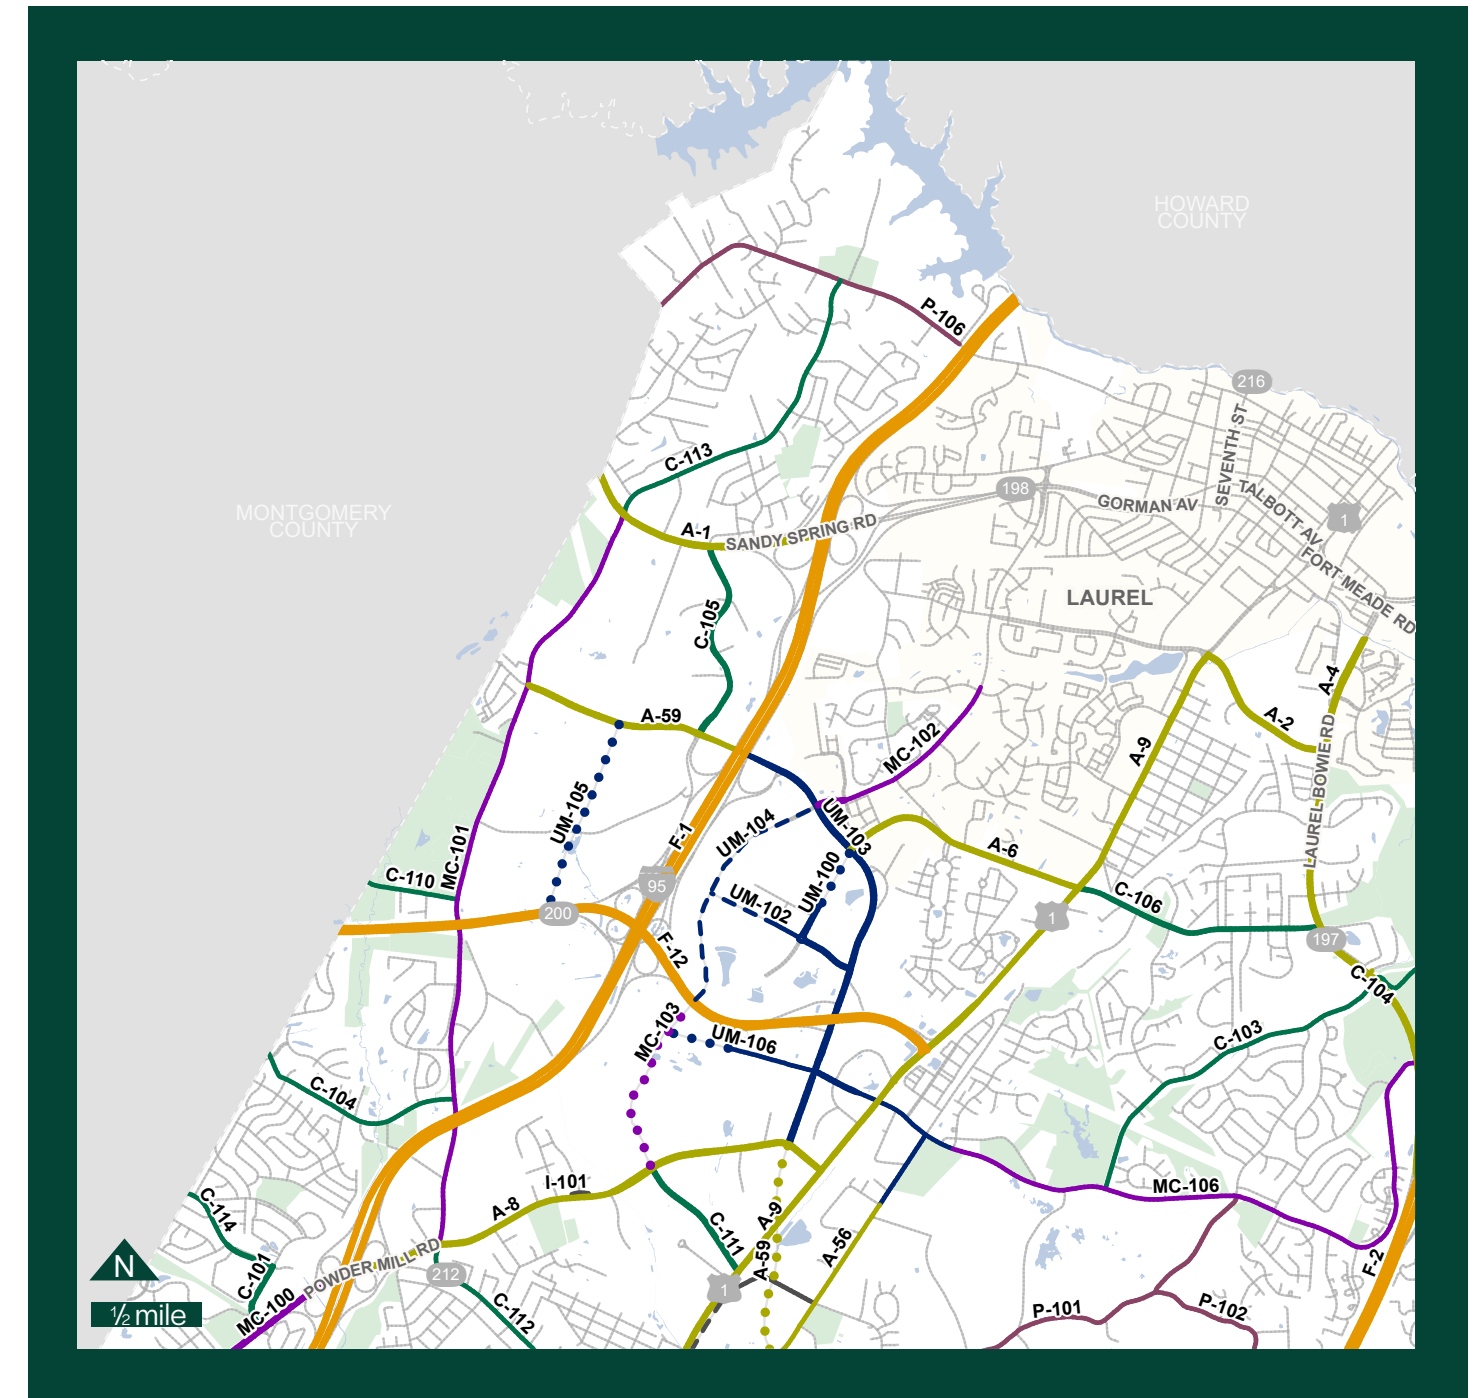 HOWARD
COUNTY
P-106
216
SEVENTH ST
C-113
198
GORMAN AV
TALBOTT AV
1
MONTGOMERY
COUNTY
A-1
SANDY SPRING RD
FORT MEADE RD
LAUREL
C-105
A-4
A-59
A-2
MC-102
A-9
LAUREL BOWIE RD
UM-105
UM-104
UM-103
F-1
A-6
MC-101
C-110
95
UM-100
UM-102
C-106
200
1
197
F-12
C-104
MC-103
UM-106
C-103
C-104
I-101
MC-106
A-8
C-114
C-111
A-9
A-56
A-59
POWDER MILL RD
C-101
212
F-2
N
1
MC-100
C-112
P-101
P-102
½ mile